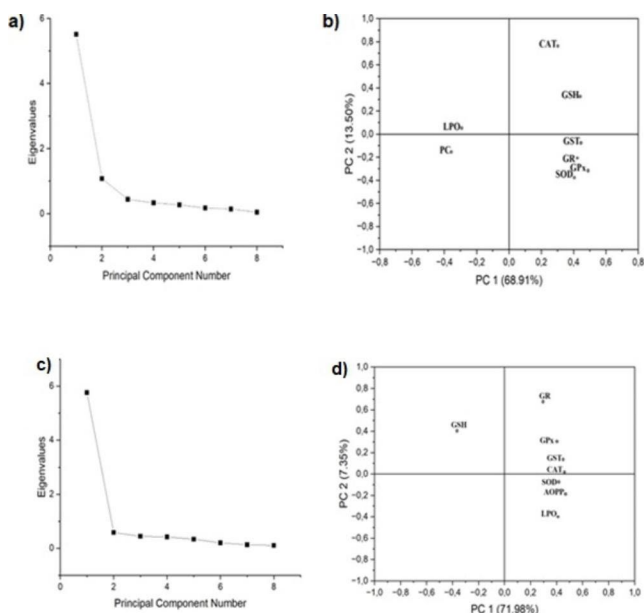 a)
6
4
2
0
Eigenvalues
0 2 4 6 8
Principal Component Number
b)
1,0
0,8
0,6
0,4
0,2
0,0
−0,2
−0,4
−0,6
−0,8
−1,0
PC 2 (13.50%)
CAT
GSH
LPO
PC
GST
GR
GPx
SOD
−0,8 −0,6 −0,4 −0,2 0,0 0,2 0,4 0,6 0,8
PC 1 (68.91%)
c)
6
4
2
0
Eigenvalues
0 2 4 6 8
Principal Component Number
d)
1,0
0,8
0,6
0,4
0,2
0,0
−0,2
−0,4
−0,6
−0,8
−1,0
PC 2 (7.35%)
GR
GSH
GPx
GST
CAT
SOD
AOPP
LPO
−1,0 −0,8 −0,6 −0,4 −0,2 0,0 0,2 0,4 0,6 0,8 1,0
PC 1 (71.98%)